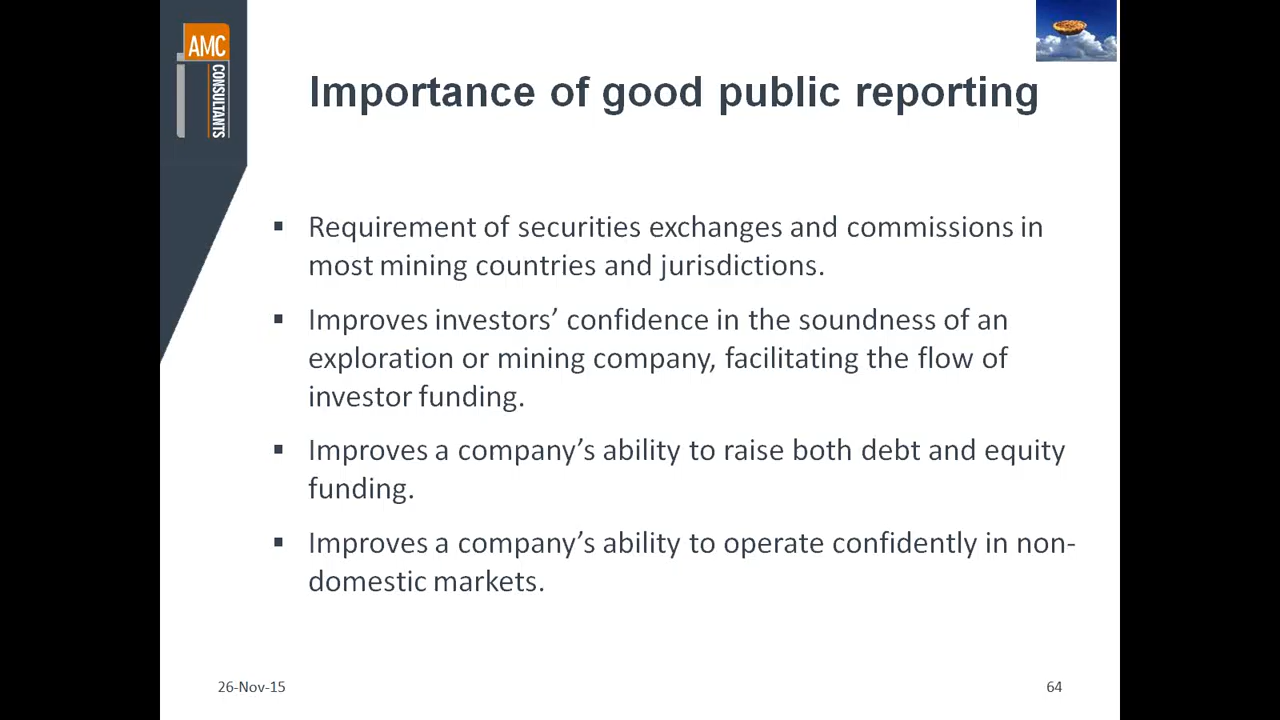 AMC
CONSULTANTS
Importance of good public reporting
▪ Requirement of securities exchanges and commissions in
most mining countries and jurisdictions.
▪ Improves investors’ confidence in the soundness of an
exploration or mining company, facilitating the flow of
investor funding.
▪ Improves a company’s ability to raise both debt and equity
funding.
▪ Improves a company’s ability to operate confidently in non-
domestic markets.
26-Nov-15
64